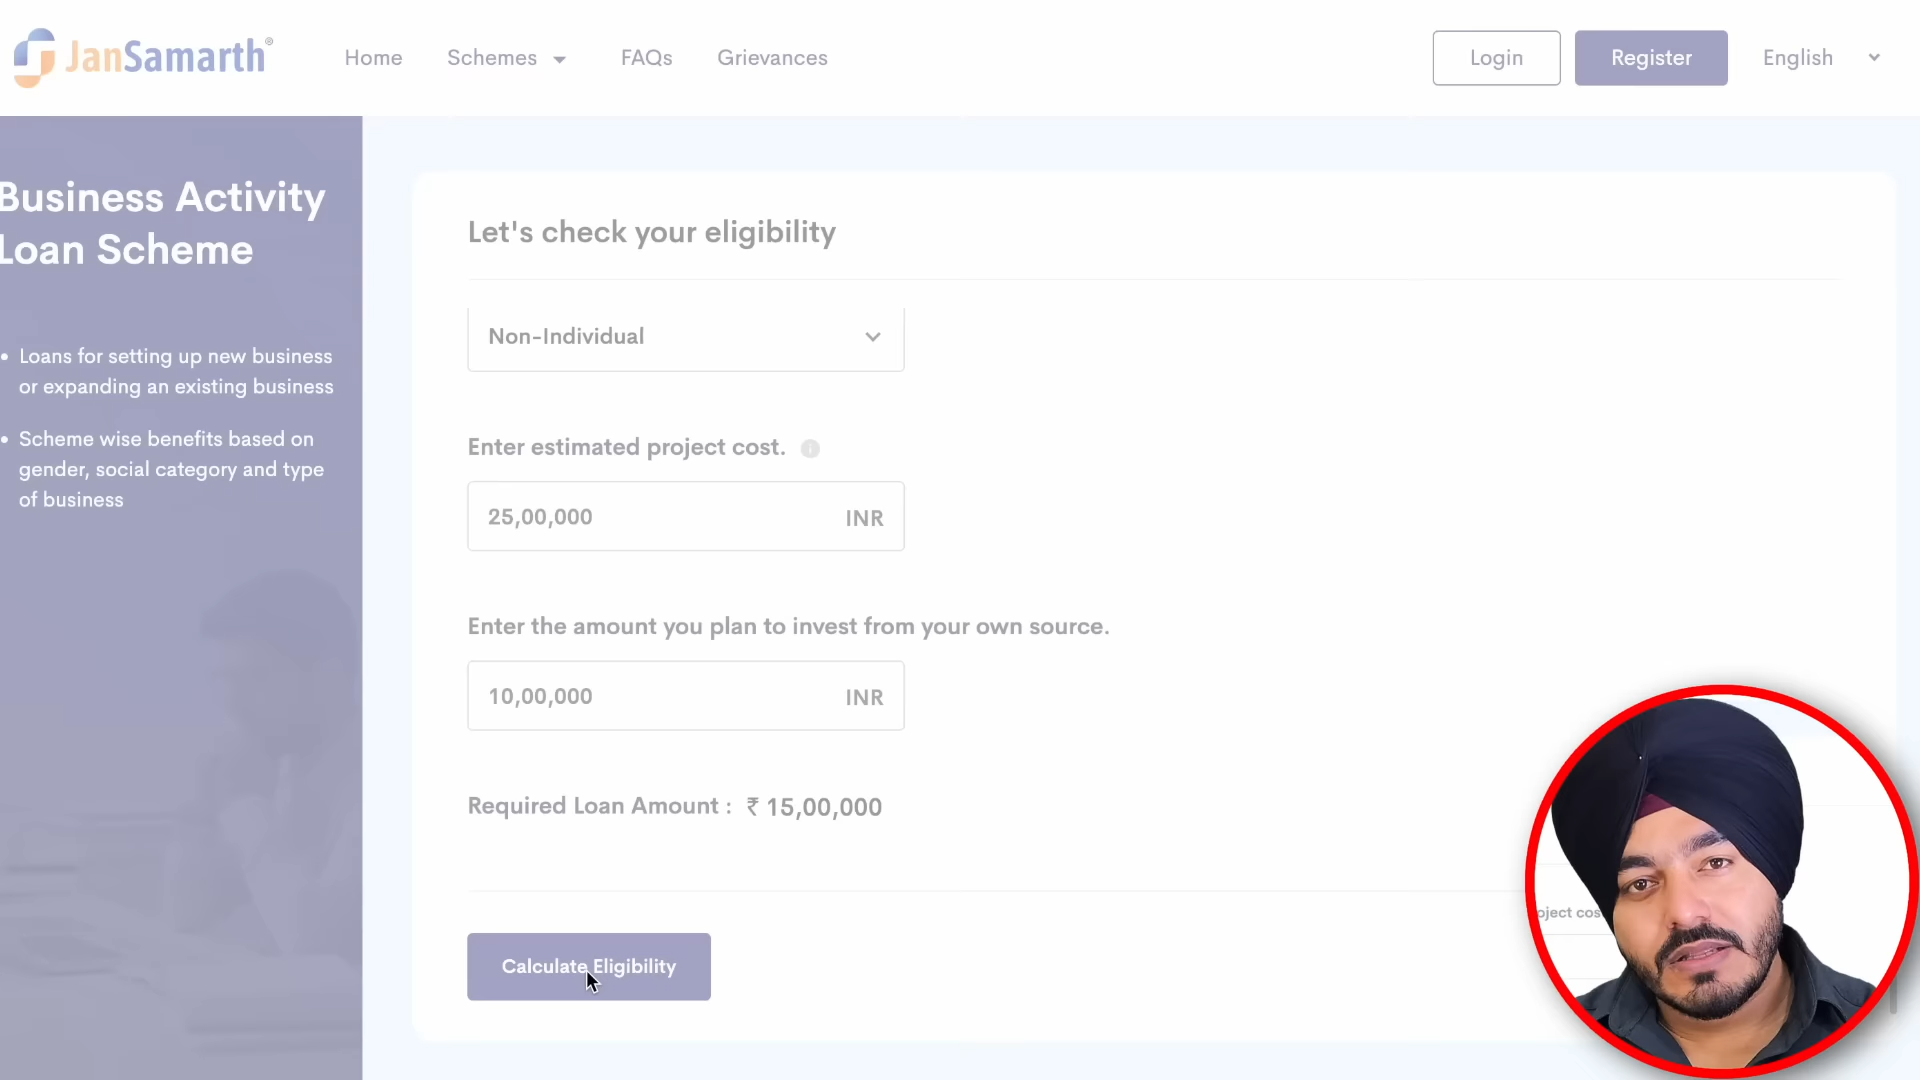 JanSamarth®
Home
Schemes
FAQs
Grievances
Login
Register
English
Business Activity
Loan Scheme
• Loans for setting up new business
or expanding an existing business
• Scheme wise benefits based on
gender, social category and type
of business
Let's check your eligibility
Non-Individual
Enter estimated project cost.
25,00,000 INR
Enter the amount you plan to invest from your own source.
10,00,000 INR
Required Loan Amount : ₹ 15,00,000
Calculate Eligibility